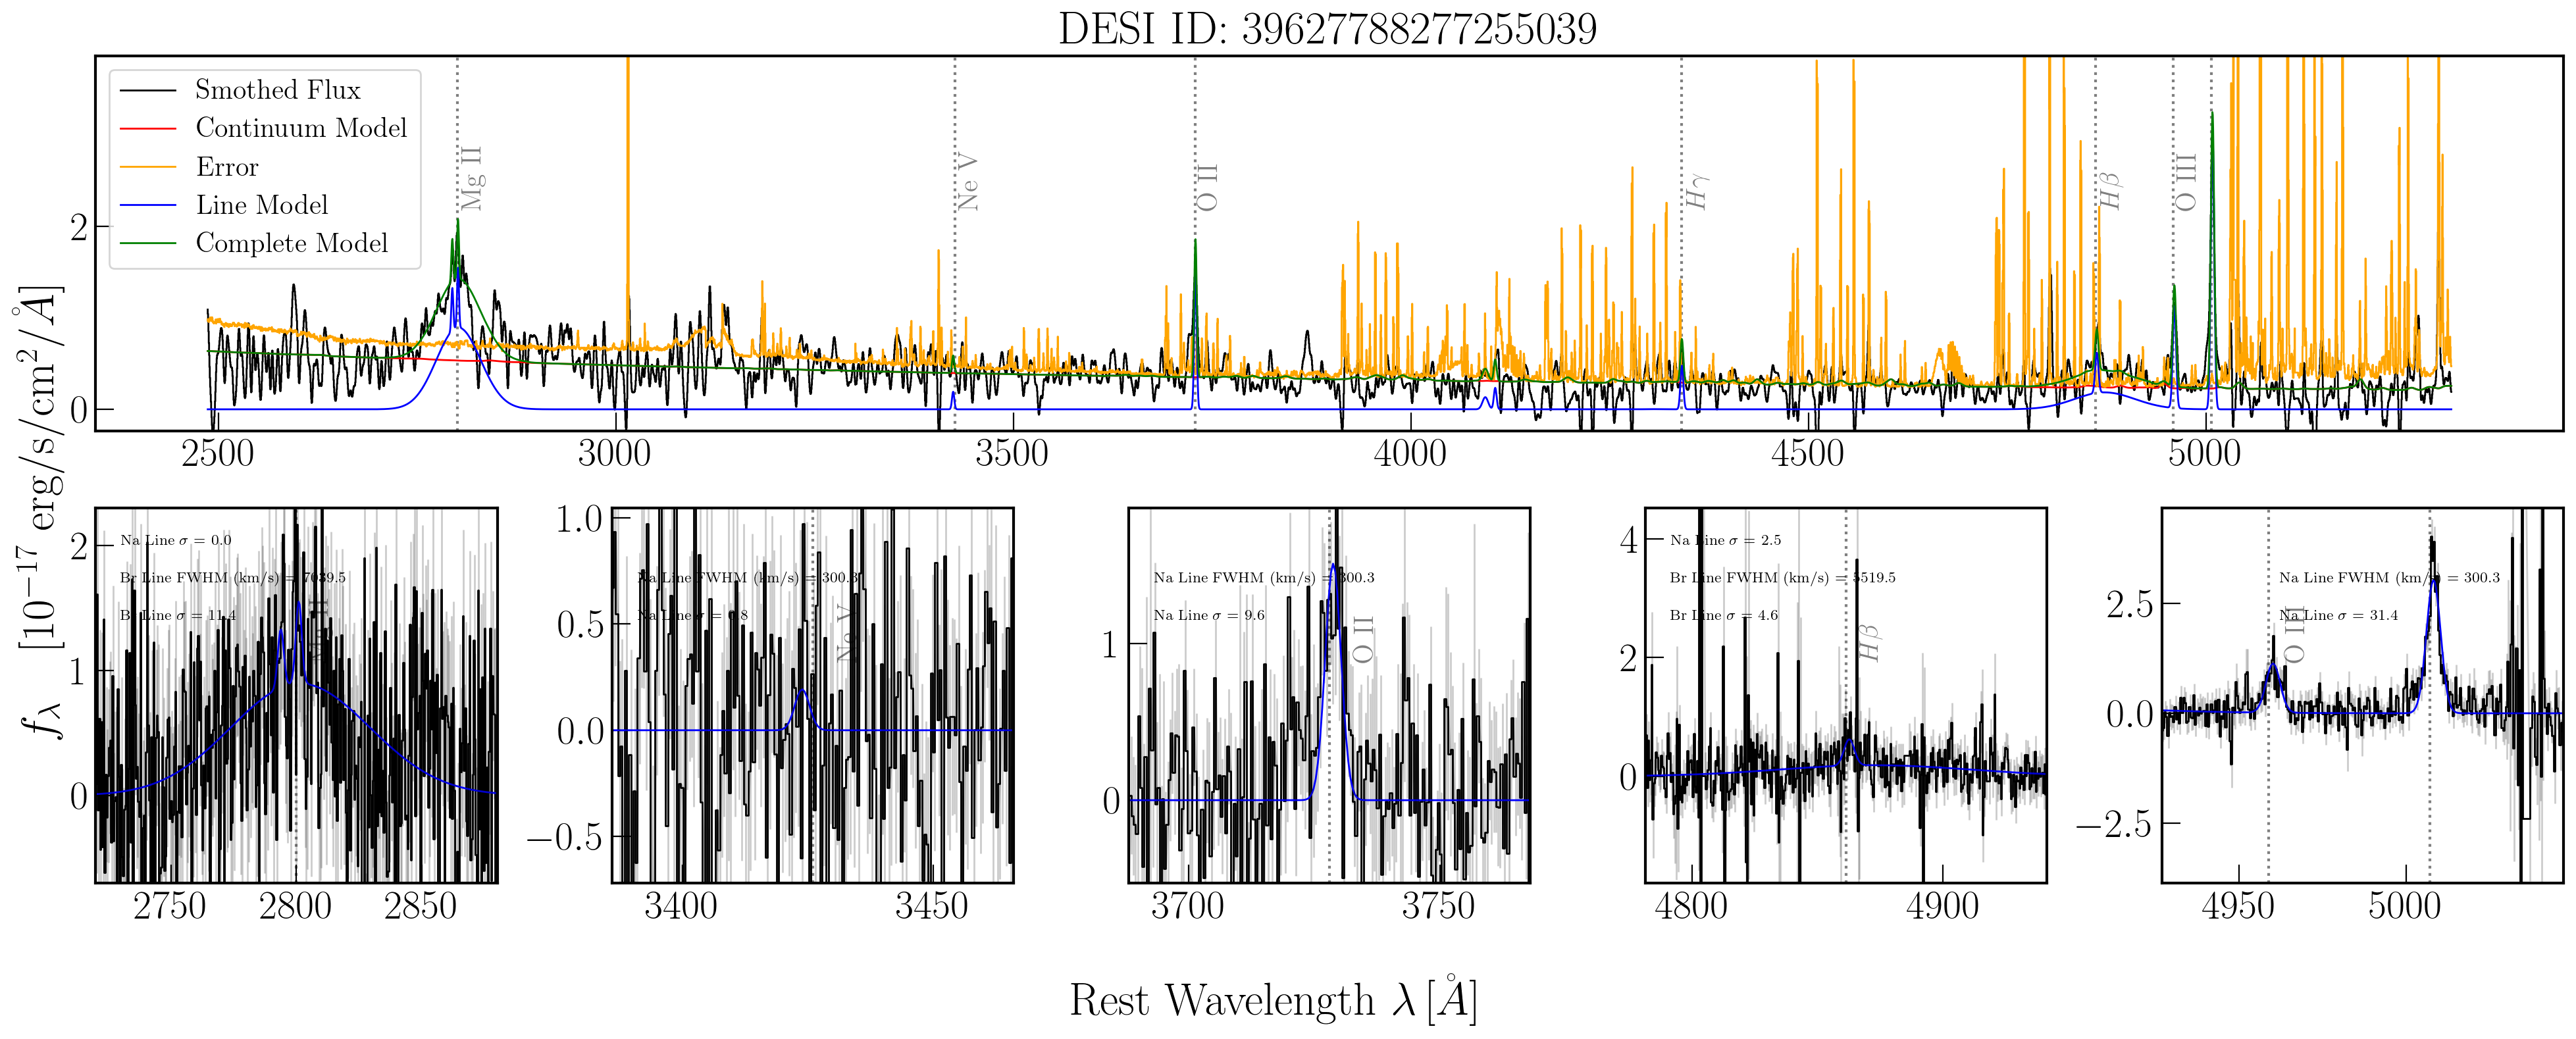 DESI ID: 39627788277255039
Smothed Flux
Continuum Model
Error
Line Model
Complete Model
Mg II
Ne V
O II
Hγ
Hβ
O III
2
0
2500 3000 3500 4000 4500 5000
f_λ [10^{-17} erg/s/cm^2/Å]
Na Line σ = 0.0
Br Line FWHM (km/s) = 7039.5
Br Line σ = 11.4
2
1
0
2750 2800 2850
Na Line FWHM (km/s) = 300.3
Ne V
1.0
0.5
0.0
−0.5
3400 3450
Na Line FWHM (km/s) = 300.3
Na Line σ = 9.6
O II
1
0
3700 3750
Na Line σ = 2.5
Br Line FWHM (km/s) = 5519.5
Br Line σ = 4.6
Hβ
4
2
0
4800 4900
Na Line FWHM (km/s) = 300.3
Na Line σ = 31.4
O III
2.5
0.0
−2.5
4950 5000
Rest Wavelength λ [Å]